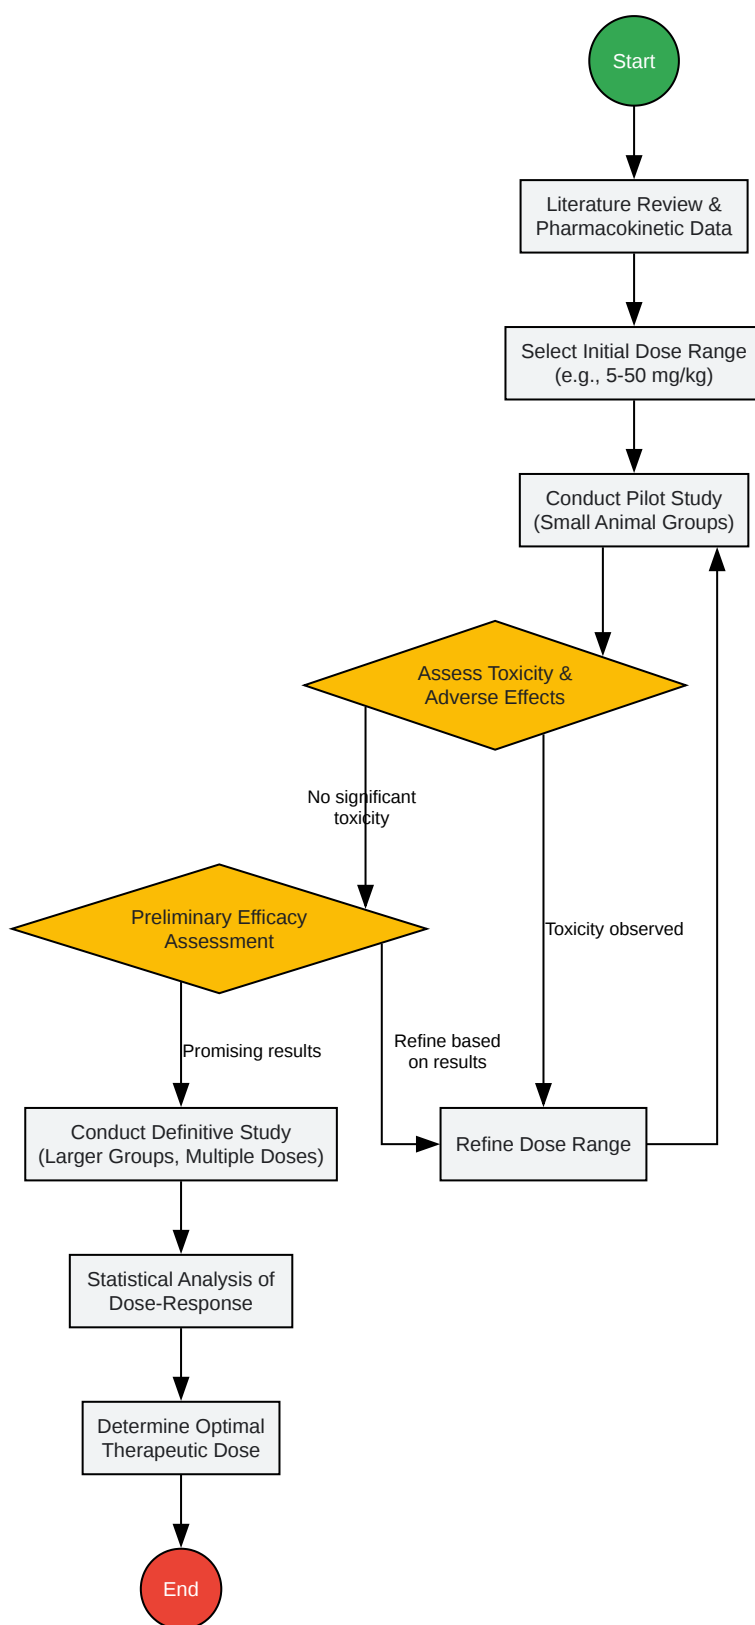 Start
Literature Review &
Pharmacokinetic Data
Select Initial Dose Range
(e.g., 5-50 mg/kg)
Conduct Pilot Study
(Small Animal Groups)
Assess Toxicity &
Adverse Effects
No significant
toxicity
Preliminary Efficacy
Assessment
Toxicity observed
Promising results
Refine based
on results
Conduct Definitive Study
(Larger Groups, Multiple Doses)
Refine Dose Range
Statistical Analysis of
Dose-Response
Determine Optimal
Therapeutic Dose
End